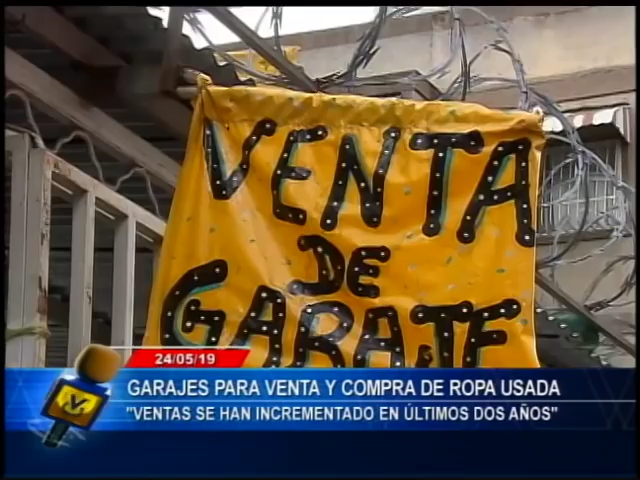 VENTA
DE
GARATE
24/05/19
GARAJES PARA VENTA Y COMPRA DE ROPA USADA
"VENTAS SE HAN INCREMENTADO EN ÚLTIMOS DOS AÑOS"